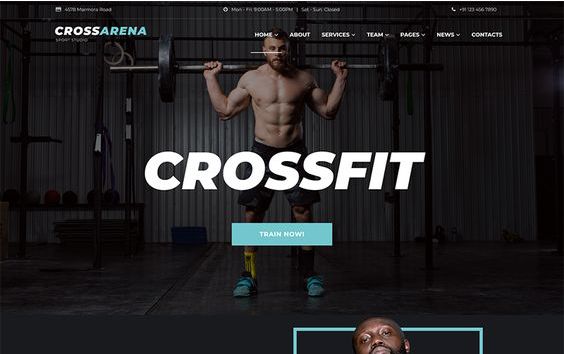 4578 Marmora Road
Mon - Fri: 9:00AM - 5:00PM | Sat - Sun: Closed
+91 123 456 7890
CROSSARENA
SPORT STUDIO
HOME ABOUT SERVICES TEAM PAGES NEWS CONTACTS
CROSSFIT
TRAIN NOW!